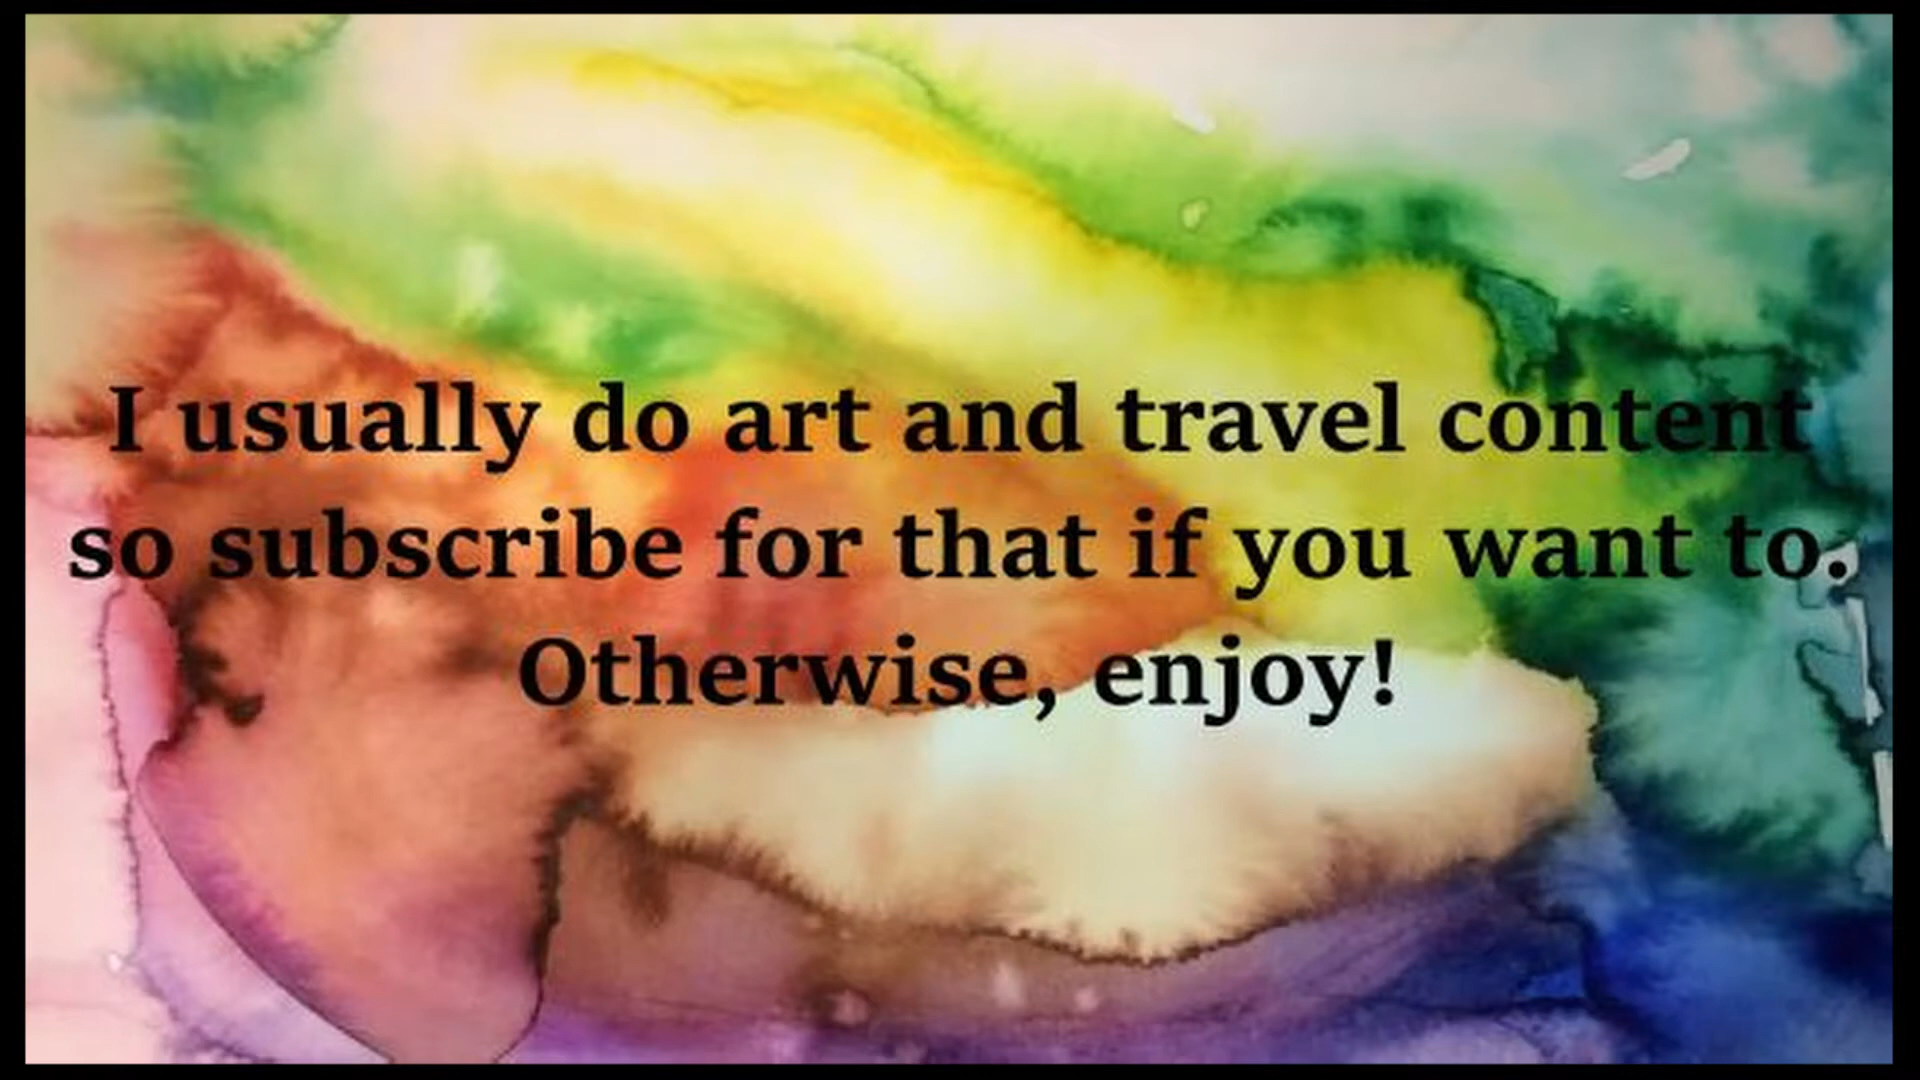 I usually do art and travel content
so subscribe for that if you want to.
Otherwise, enjoy!